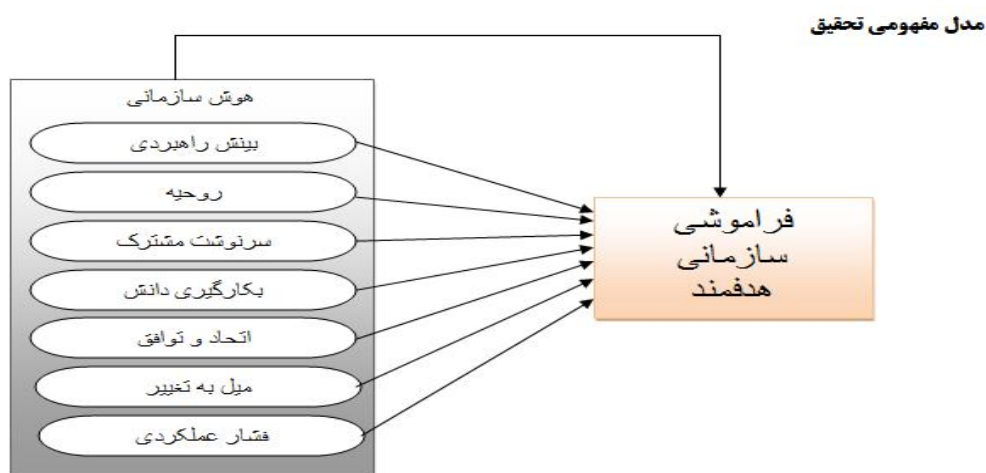 مدل مفهومی تحقیق
هوش سازمانی
بینش راهبردی
روحیه
سرنوشت مشترک
بکارگیری دانش
اتحاد و توافق
میل به تغییر
فشار عملکردی
فراموشی
سازمانی
هدفمند